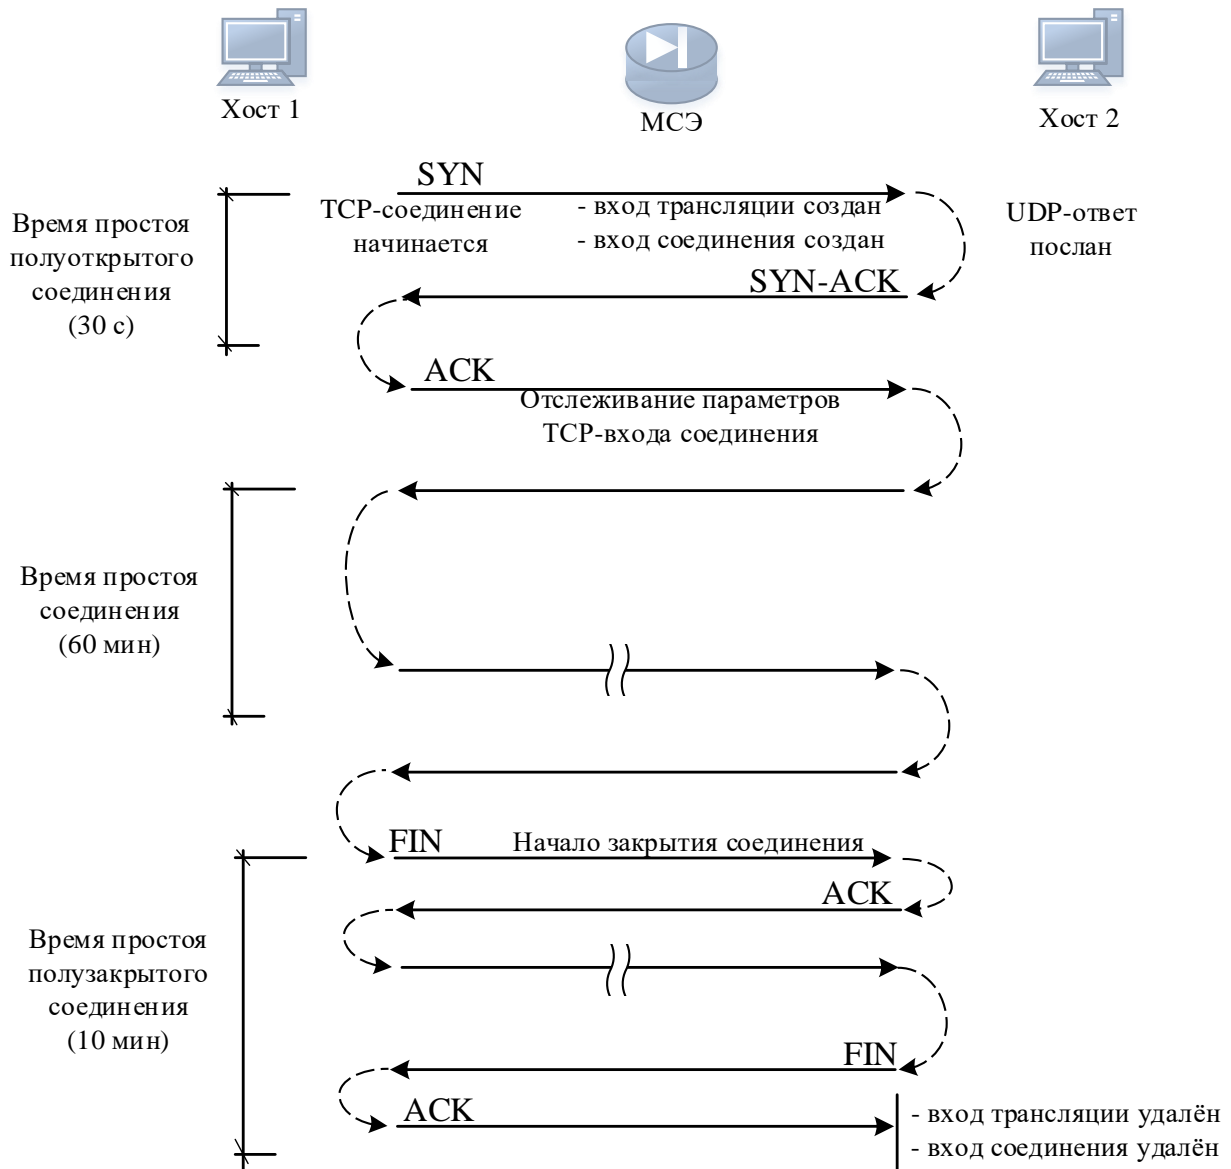 Хост 1
МСЭ
Хост 2
SYN
Время простоя
полуоткрытого
соединения
(30 с)
TCP-соединение
начинается
- вход трансляции создан
- вход соединения создан
UDP-ответ
послан
SYN-ACK
ACK
Отслеживание параметров
TCP-входа соединения
Время простоя
соединения
(60 мин)
FIN
Начало закрытия соединения
ACK
Время простоя
полузакрытого
соединения
(10 мин)
FIN
ACK
- вход трансляции удалён
- вход соединения удалён